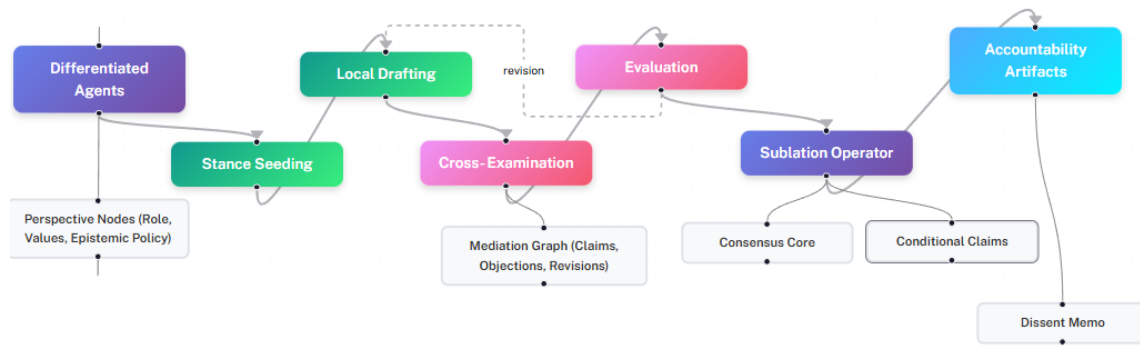 Differentiated
Agents
Stance Seeding
Local Drafting
revision
Cross-Examination
Evaluation
Sublation Operator
Accountability
Artifacts
Perspective Nodes (Role,
Values, Epistemic Policy)
Mediation Graph (Claims,
Objections, Revisions)
Consensus Core
Conditional Claims
Dissent Memo